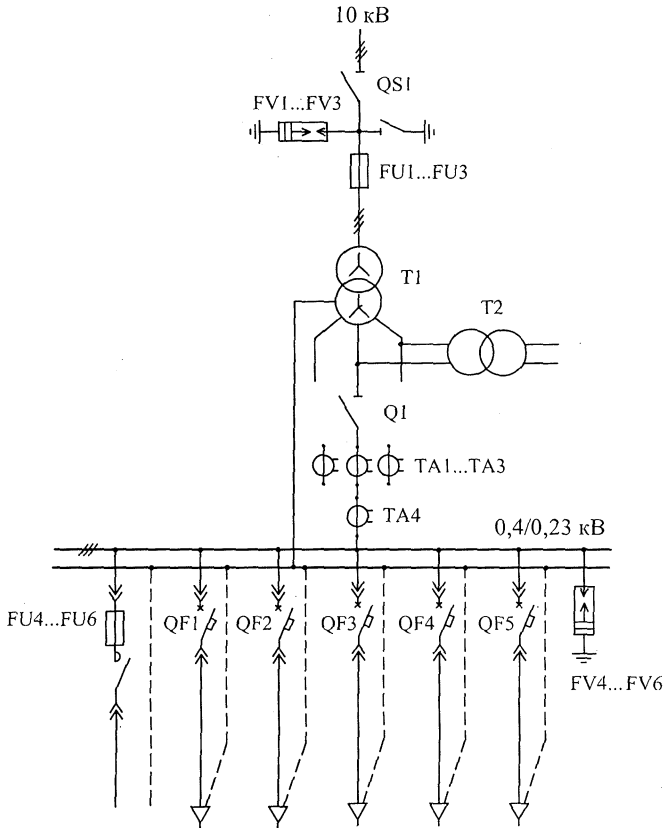 10 кВ
QS1
FV1...FV3
FU1...FU3
T1
T2
Q1
TA1...TA3
TA4
0,4/0,23 кВ
FU4...FU6
QF1
QF2
QF3
QF4
QF5
FV4...FV6